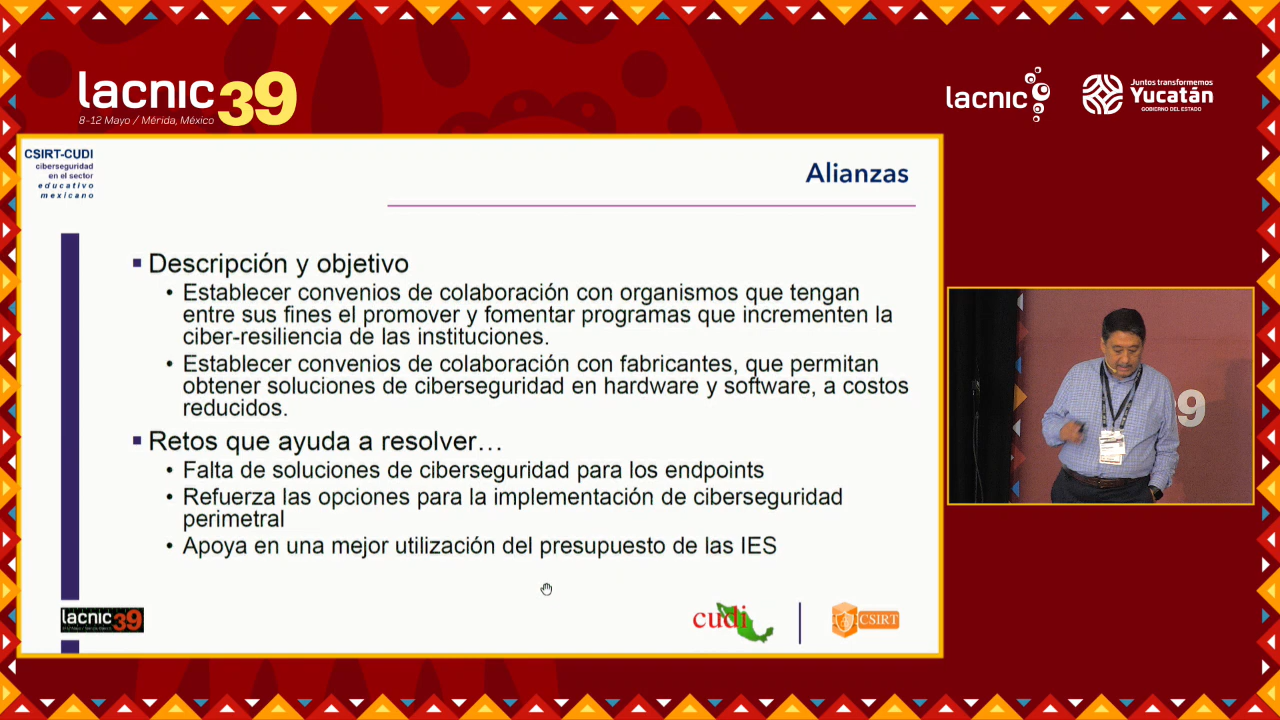 lacnic39
8-12 Mayo / Mérida, México
lacnic
Juntos transformemos
Yucatán
GOBIERNO DEL ESTADO
CSIRT-CUDI
ciberseguridad
en el sector
educativo
mexicano
Alianzas
Descripción y objetivo
• Establecer convenios de colaboración con organismos que tengan
entre sus fines el promover y fomentar programas que incrementen la
ciber-resiliencia de las instituciones.
• Establecer convenios de colaboración con fabricantes, que permitan
obtener soluciones de ciberseguridad en hardware y software, a costos
reducidos.
Retos que ayuda a resolver…
• Falta de soluciones de ciberseguridad para los endpoints
• Refuerza las opciones para la implementación de ciberseguridad
perimetral
• Apoya en una mejor utilización del presupuesto de las IES
9
lacnic39
cudi
CSIRT